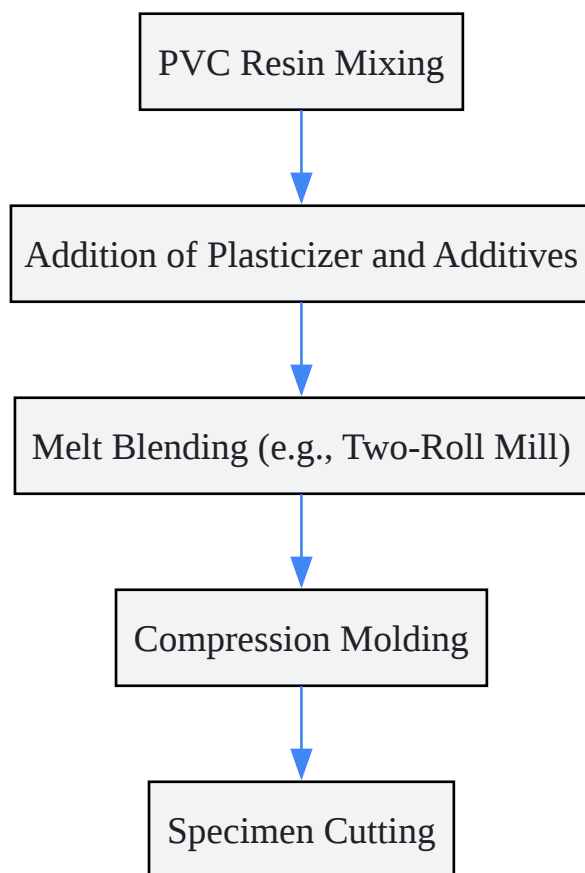 PVC Resin Mixing
Addition of Plasticizer and Additives
Melt Blending (e.g., Two-Roll Mill)
Compression Molding
Specimen Cutting